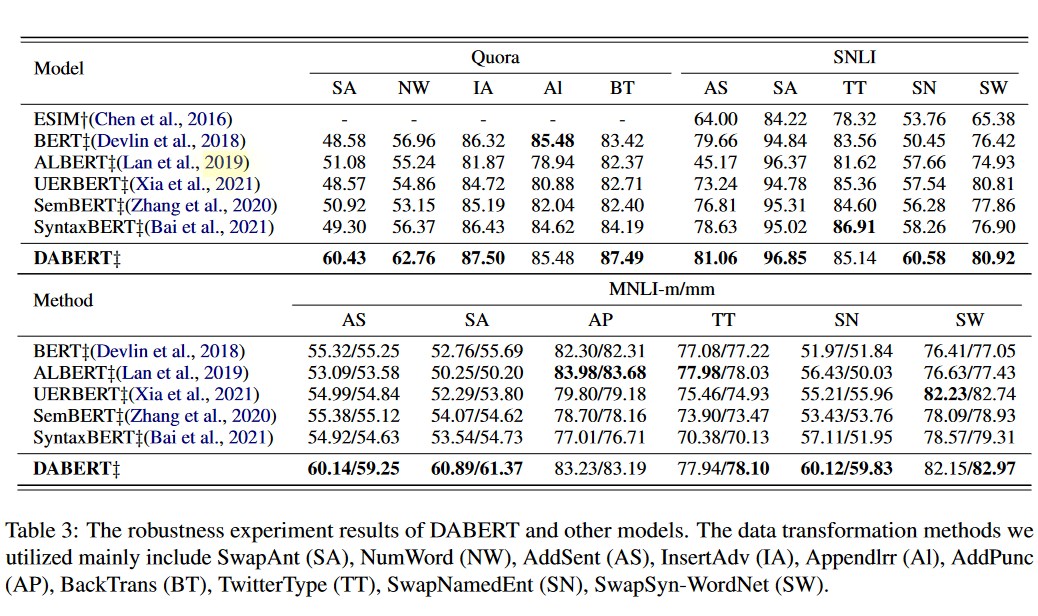 Model Quora SNLI
SA NW IA Al BT AS SA TT SN SW
ESIM†(Chen et al., 2016) - - - - - 64.00 84.22 78.32 53.76 65.38
BERT‡(Devlin et al., 2018) 48.58 56.96 86.32 85.48 83.42 79.66 94.84 83.56 50.45 76.42
ALBERT‡(Lan et al., 2019) 51.08 55.24 81.87 78.94 82.37 45.17 96.37 81.62 57.66 74.93
UERBERT‡(Xia et al., 2021) 48.57 54.86 84.72 80.88 82.71 73.24 94.78 85.36 57.54 80.81
SemBERT‡(Zhang et al., 2020) 50.92 53.15 85.19 82.04 82.40 76.81 95.31 84.60 56.28 77.86
SyntaxBERT‡(Bai et al., 2021) 49.30 56.37 86.43 84.62 84.19 78.63 95.02 86.91 58.26 76.90
DABERT‡ 60.43 62.76 87.50 85.48 87.49 81.06 96.85 85.14 60.58 80.92
Method MNLI-m/mm
AS SA AP TT SN SW
BERT‡(Devlin et al., 2018) 55.32/55.25 52.76/55.69 82.30/82.31 77.08/77.22 51.97/51.84 76.41/77.05
ALBERT‡(Lan et al., 2019) 53.09/53.58 50.25/50.20 83.98/83.68 77.98/78.03 56.43/50.03 76.63/77.43
UERBERT‡(Xia et al., 2021) 54.99/54.84 52.29/53.80 79.80/79.18 75.46/74.93 55.21/55.96 82.23/82.74
SemBERT‡(Zhang et al., 2020) 55.38/55.12 54.07/54.62 78.70/78.16 73.90/73.47 53.43/53.76 78.09/78.93
SyntaxBERT‡(Bai et al., 2021) 54.92/54.63 53.54/54.73 77.01/76.71 70.38/70.13 57.11/51.95 78.57/79.31
DABERT‡ 60.14/59.25 60.89/61.37 83.23/83.19 77.94/78.10 60.12/59.83 82.15/82.97
Table 3: The robustness experiment results of DABERT and other models. The data transformation methods we
utilized mainly include SwapAnt (SA), NumWord (NW), AddSent (AS), InsertAdv (IA), Appendlrr (Al), AddPunc
(AP), BackTrans (BT), TwitterType (TT), SwapNamedEnt (SN), SwapSyn-WordNet (SW).